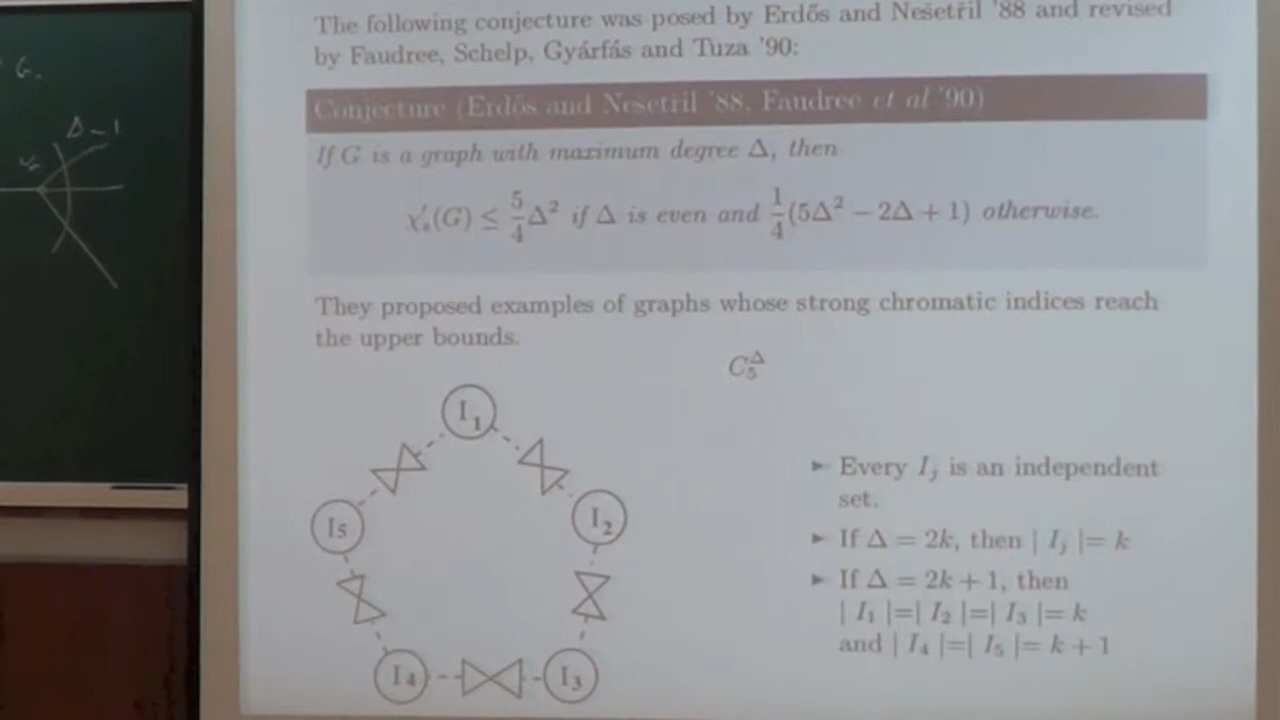 G.
Δ-1
The following conjecture was posed by Erdős and Nešetřil '88 and revised
by Faudree, Schelp, Gyárfás and Tuza '90:
Conjecture (Erdős and Nešetřil '88, Faudree et al '90)
If G is a graph with maximum degree Δ, then
χ′ₛ(G) ≤ 5/4 Δ² if Δ is even and 1/4 (5Δ² − 2Δ + 1) otherwise.
They proposed examples of graphs whose strong chromatic indices reach
the upper bounds.
C₅^Δ
I₁
I₅
I₂
I₄
I₃
► Every Iⱼ is an independent
set.
► If Δ = 2k, then | Iⱼ |= k
► If Δ = 2k + 1, then
| I₁ |=| I₂ |=| I₃ |= k
and | I₄ |=| I₅ |= k + 1